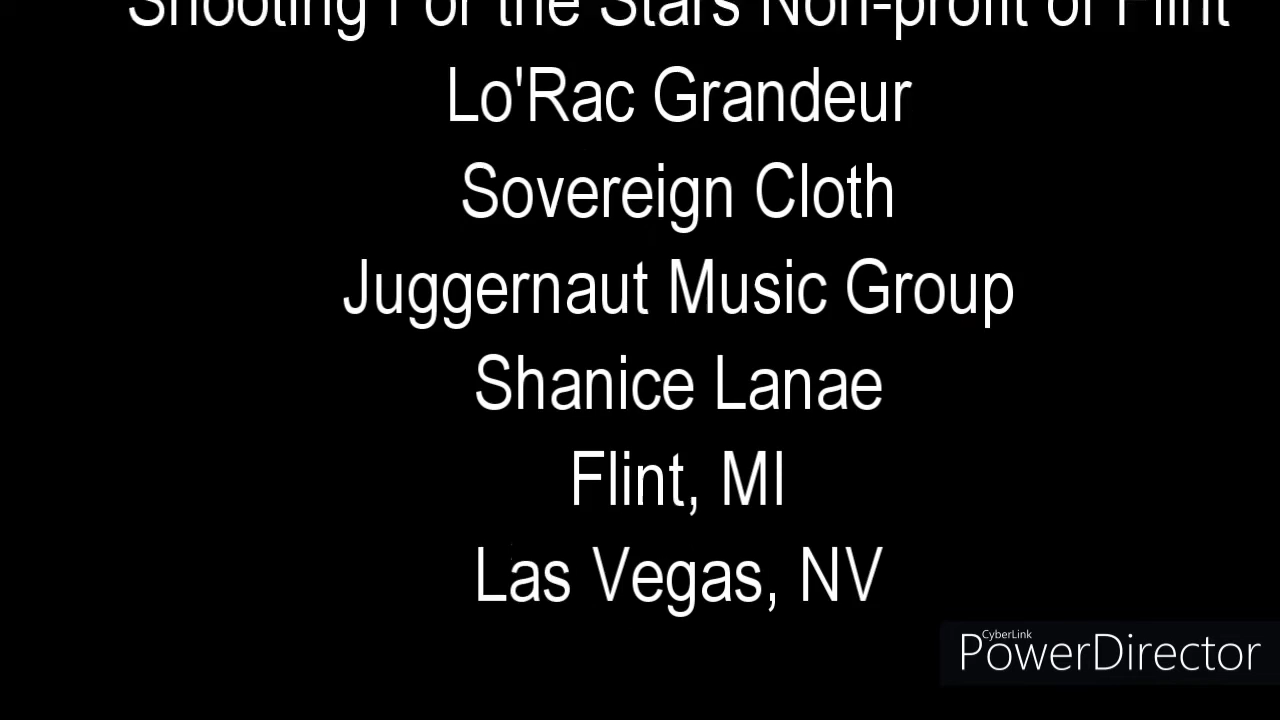 Shooting For the Stars Non-profit of Flint
Lo'Rac Grandeur
Sovereign Cloth
Juggernaut Music Group
Shanice Lanae
Flint, MI
Las Vegas, NV
CyberLink
PowerDirector